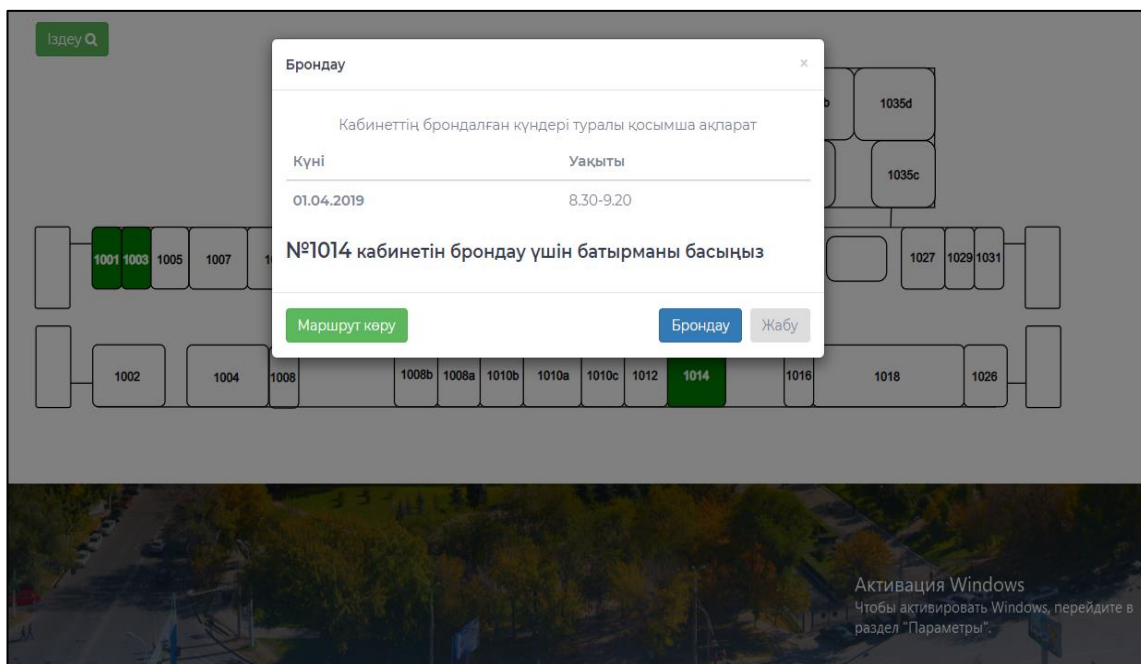 Іздеу
Брондау
×
Кабинеттің брондалған күндері туралы қосымша ақпарат
Күні Уақыты
01.04.2019 8.30-9.20
№1014 кабинетін брондау үшін батырманы басыңыз
Маршрут көру Брондау Жабу
b 1035d
1035c
1001 1003 1005 1007 1027 1029 1031
1002 1004 1008 1008b 1008a 1010b 1010a 1010c 1012 1014 1016 1018 1026
Активация Windows
Чтобы активировать Windows, перейдите в
раздел "Параметры".